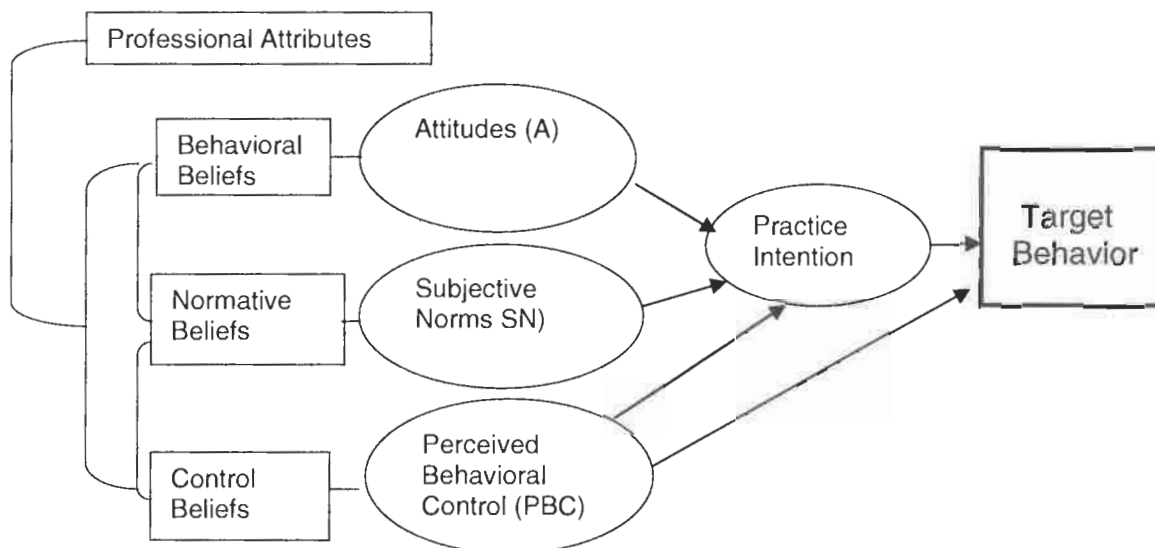 Professional Attributes
Behavioral
Beliefs
Attitudes (A)
Normative
Beliefs
Subjective
Norms SN)
Control
Beliefs
Perceived
Behavioral
Control (PBC)
Practice
Intention
Target
Behavior